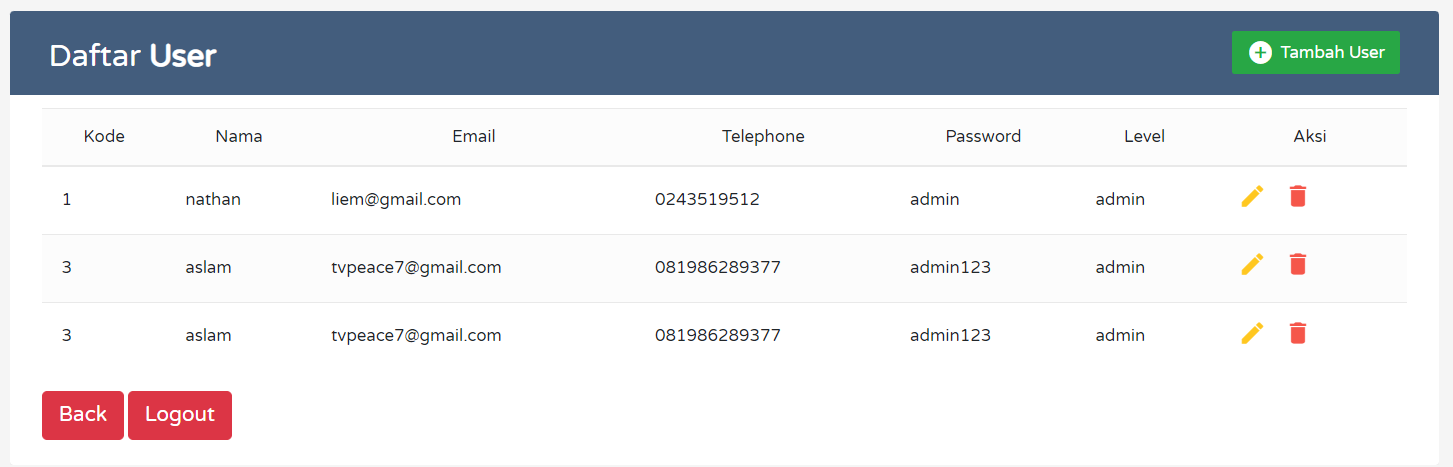 Daftar User
Tambah User
Kode Nama Email Telephone Password Level Aksi
1 nathan liem@gmail.com 0243519512 admin admin
3 aslam tvpeace7@gmail.com 081986289377 admin123 admin
3 aslam tvpeace7@gmail.com 081986289377 admin123 admin
Back Logout